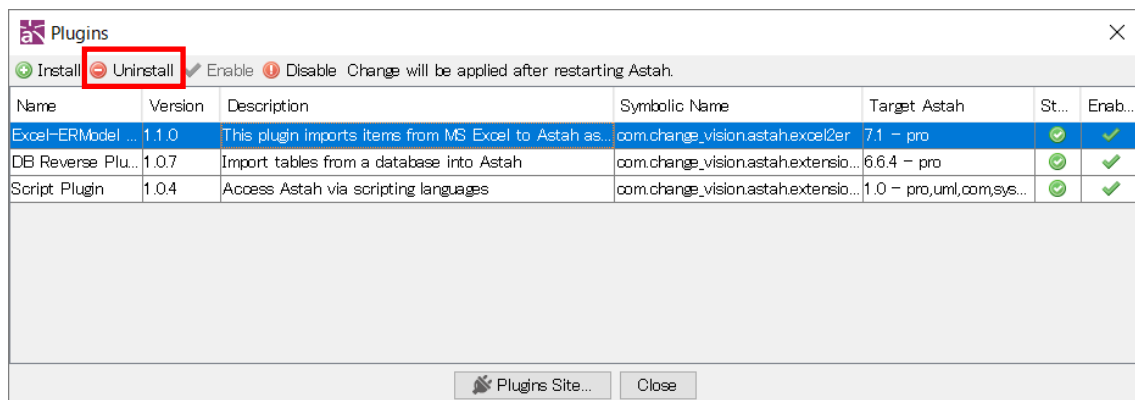 Plugins
Install Uninstall Enable Disable Change will be applied after restarting Astah.
Name Version Description Symbolic Name Target Astah St... Enab...
Excel-ERModel ... 1.1.0 This plugin imports items from MS Excel to Astah as... com.change_vision.astah.excel2er 7.1 - pro
DB Reverse Plu... 1.0.7 Import tables from a database into Astah com.change_vision.astah.extensio... 6.6.4 - pro
Script Plugin 1.0.4 Access Astah via scripting languages com.change_vision.astah.extensio... 1.0 - pro,uml,com,sys...
Plugins Site... Close